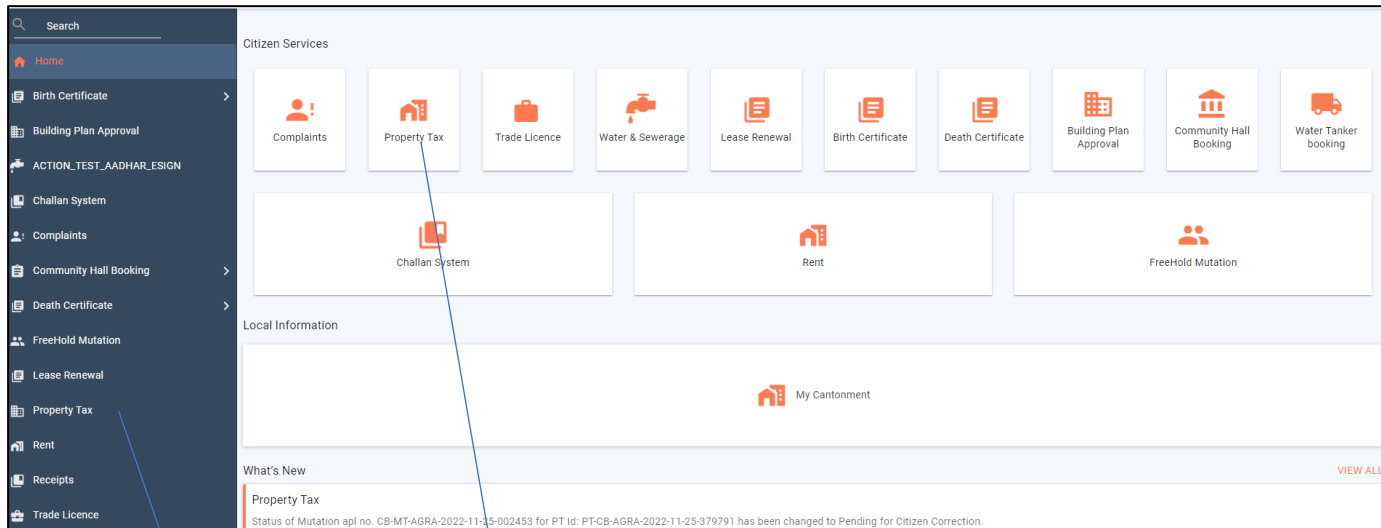 Search
Home
Birth Certificate
Building Plan Approval
ACTION_TEST_AADHAR_ESIGN
Challan System
Complaints
Community Hall Booking
Death Certificate
FreeHold Mutation
Lease Renewal
Property Tax
Rent
Receipts
Trade Licence
Citizen Services
Complaints
Property Tax
Trade Licence
Water & Sewerage
Lease Renewal
Birth Certificate
Death Certificate
Building Plan
Approval
Community Hall
Booking
Water Tanker
booking
Challan System
Rent
FreeHold Mutation
Local Information
My Cantonment
What's New
VIEW ALL
Property Tax
Status of Mutation apl no. CB-MT-AGRA-2022-11-25-002453 for PT Id: PT-CB-AGRA-2022-11-25-379791 has been changed to Pending for Citizen Correction.